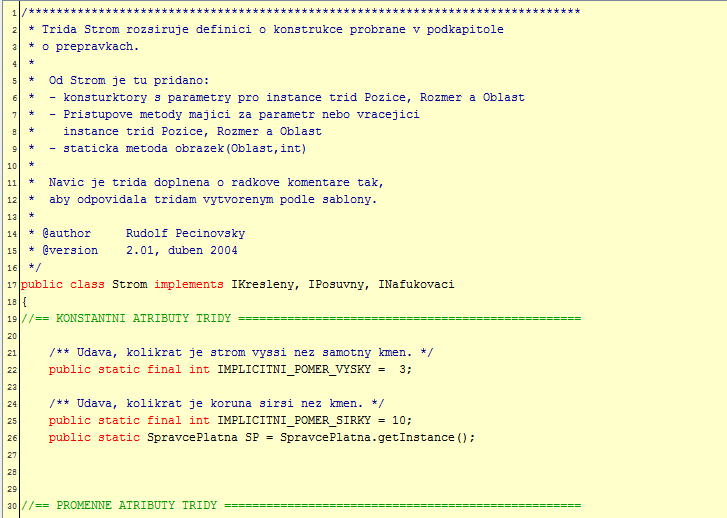 1 /*******************************************************************************
2 * Trida Strom rozsiruje definici o konstrukce probrane v podkapitole
3 * o prepravkach.
4 *
5 *  Od Strom je tu pridano:
6 *  - konsturktory s parametry pro instance trid Pozice, Rozmer a Oblast
7 *  - Pristupove metody majici za parametr nebo vracejici
8 *    instance trid Pozice, Rozmer a Oblast
9 *  - staticka metoda obrazek(Oblast,int)
10 *
11 *  Navic je trida doplnena o radkove komentare tak,
12 *  aby odpovidala tridam vytvorenym podle sablony.
13 *
14 * @author     Rudolf Pecinovsky
15 * @version    2.01, duben 2004
16 */
17 public class Strom implements IKresleny, IPosuvny, INafukovaci
18 {
19 //== KONSTANTNI ATRIBUTY TRIDY =================================================
20
21     /** Udava, kolikrat je strom vyssi nez samotny kmen. */
22     public static final int IMPLICITNI_POMER_VYSKY =  3;
23
24     /** Udava, kolikrat je koruna sirsi nez kmen. */
25     public static final int IMPLICITNI_POMER_SIRKY = 10;
26     public static SpravcePlatna SP = SpravcePlatna.getInstance();
27
28
29
30 //== PROMENNE ATRIBUTY TRIDY ===================================================